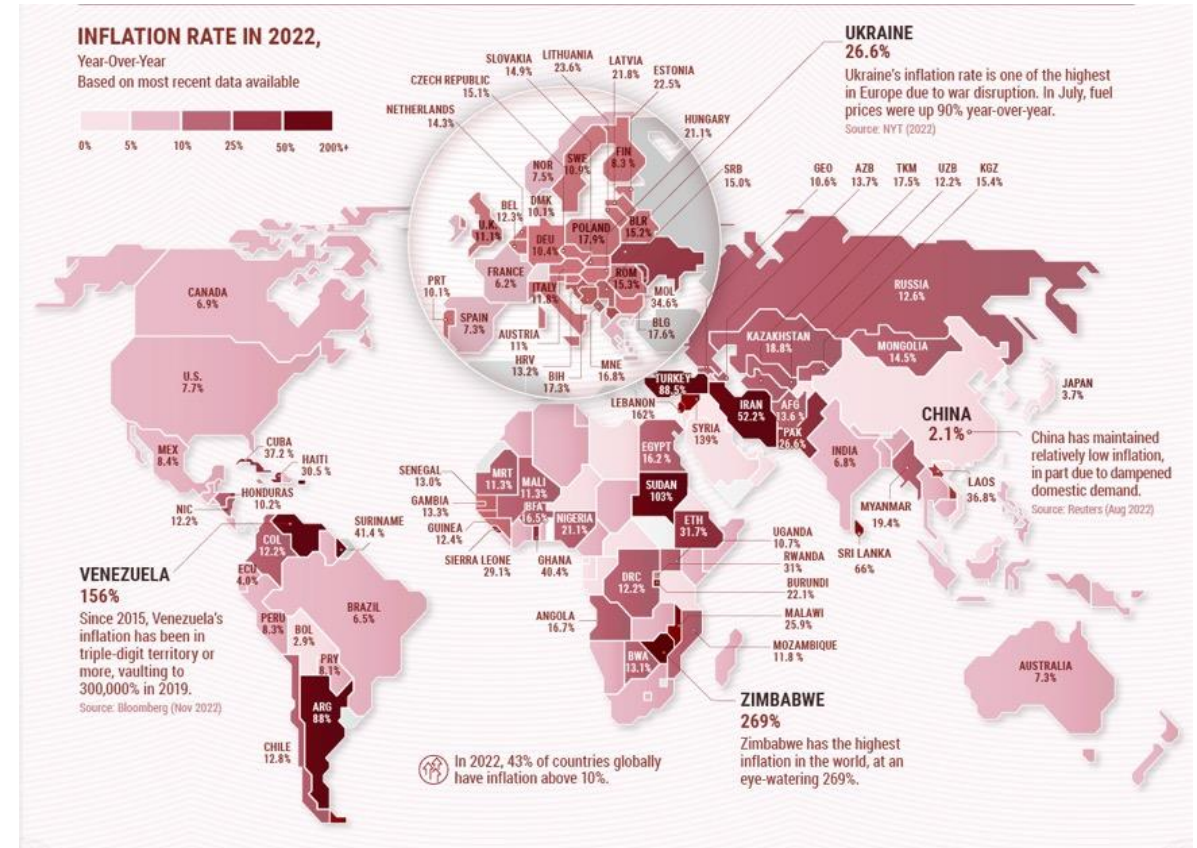 INFLATION RATE IN 2022,
Year-Over-Year
Based on most recent data available
0% 5% 10% 25% 50% 200%+
UKRAINE
26.6%
Ukraine's inflation rate is one of the highest
in Europe due to war disruption. In July, fuel
prices were up 90% year-over-year.
Source: NYT (2022)
SLOVAKIA
14.9%
LITHUANIA
23.6%
LATVIA
21.8%
ESTONIA
22.5%
CZECH REPUBLIC
15.1%
NETHERLANDS
14.3%
HUNGARY
21.1%
SRB
15.0%
GEO
10.6%
AZB
13.7%
TKM
17.5%
UZB
12.2%
KGZ
15.4%
NOR
7.5%
SWE
10.9%
FIN
8.3 %
BEL
12.3%
DMK
10.1%
U.K.
11.1%
DEU
10.4%
POLAND
17.9%
BLR
15.2%
FRANCE
6.2%
ITALY
11.8%
ROM
15.3%
MOL
34.6%
BLG
17.6%
PRT
10.1%
SPAIN
7.3%
AUSTRIA
11%
HRV
13.2%
BIH
17.3%
MNE
16.8%
CANADA
6.9%
U.S.
7.7%
MEX
8.4%
CUBA
37.2 %
HAITI
30.5 %
HONDURAS
10.2%
NIC
12.2%
SURINAME
41.4 %
COL
12.2%
ECU
4.0%
PERU
8.3%
BRAZIL
6.5%
BOL
2.9%
PRY
8.1%
ARG
88%
CHILE
12.8%
VENEZUELA
156%
Since 2015, Venezuela's
inflation has been in
triple-digit territory or
more, vaulting to
300,000% in 2019.
Source: Bloomberg (Nov 2022)
RUSSIA
12.6%
KAZAKHSTAN
18.8%
MONGOLIA
14.5%
TURKEY
88.5%
LEBANON
162%
SYRIA
139%
IRAN
52.2%
AFG
13.6 %
PAK
26.6%
INDIA
6.8%
CHINA
2.1%
China has maintained
relatively low inflation,
in part due to dampened
domestic demand.
Source: Reuters (Aug 2022)
JAPAN
3.7%
LAOS
36.8%
MYANMAR
19.4%
SRI LANKA
66%
SENEGAL
13.0%
GAMBIA
13.3%
GUINEA
12.4%
SIERRA LEONE
29.1%
MRT
11.3%
MALI
11.3%
BFA
16.5%
NIGERIA
21.1%
GHANA
40.4%
EGYPT
16.2 %
SUDAN
103%
ETH
31.7%
UGANDA
10.7%
RWANDA
31%
BURUNDI
22.1%
MALAWI
25.9%
MOZAMBIQUE
11.8 %
DRC
12.2%
ANGOLA
16.7%
BWA
13.1%
ZIMBABWE
269%
Zimbabwe has the highest
inflation in the world, at an
eye-watering 269%.
AUSTRALIA
7.3%
In 2022, 43% of countries globally
have inflation above 10%.